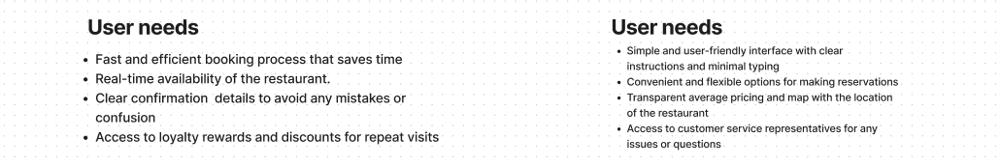 User needs
• Fast and efficient booking process that saves time
• Real-time availability of the restaurant.
• Clear confirmation  details to avoid any mistakes or
confusion
• Access to loyalty rewards and discounts for repeat visits
User needs
• Simple and user-friendly interface with clear
instructions and minimal typing
• Convenient and flexible options for making reservations
• Transparent average pricing and map with the location
of the restaurant
• Access to customer service representatives for any
issues or questions